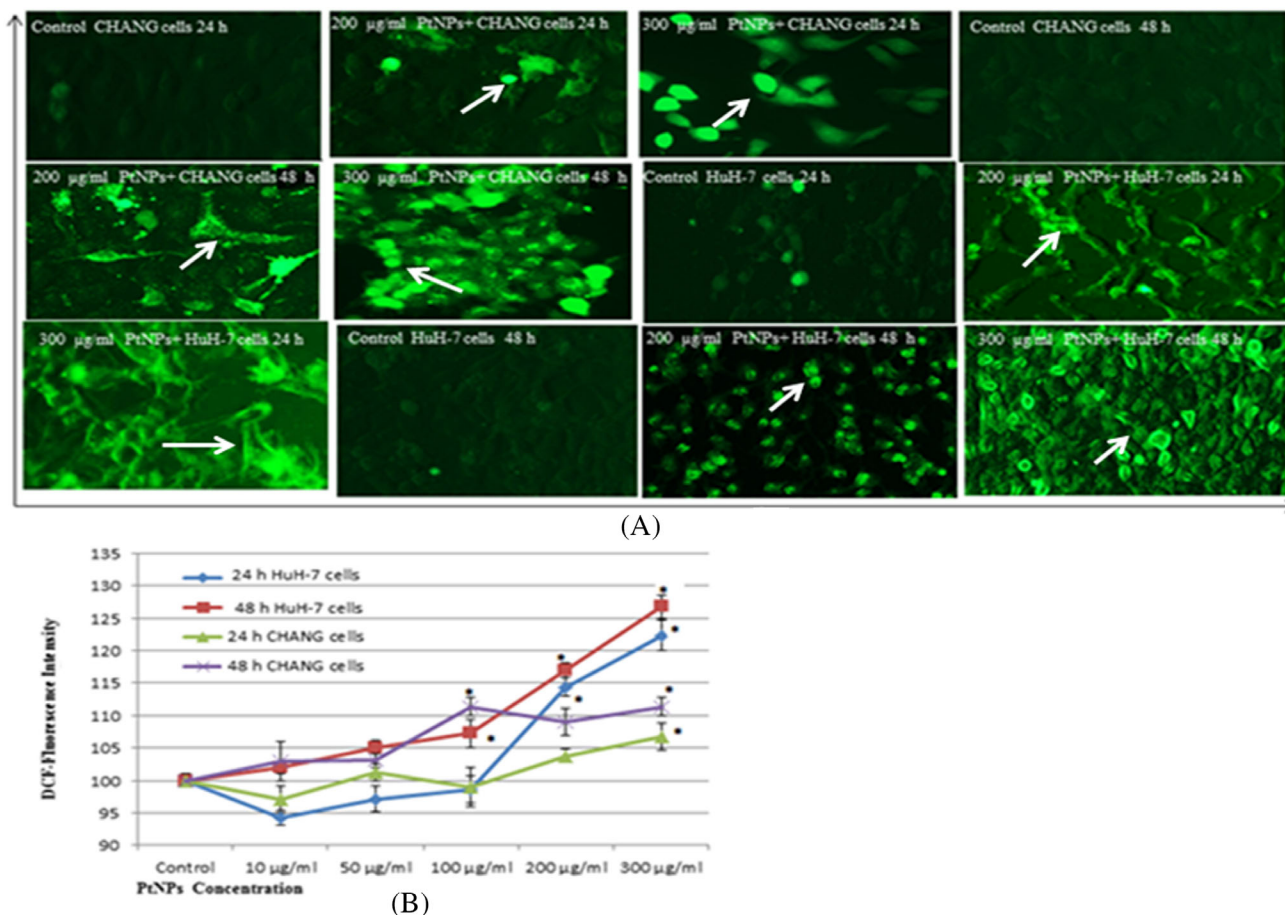 Control CHANG cells 24 h
200 µg/ml PtNPs+ CHANG cells 24 h
300 µg/ml PtNPs+ CHANG cells 24 h
Control CHANG cells 48 h
200 µg/ml PtNPs+ CHANG cells 48 h
300 µg/ml PtNPs+ CHANG cells 48 h
Control HuH-7 cells 24 h
200 µg/ml PtNPs+ HuH-7 cells 24 h
300 µg/ml PtNPs+ HuH-7 cells 24 h
Control HuH-7 cells 48 h
200 µg/ml PtNPs+ HuH-7 cells 48 h
300 µg/ml PtNPs+ HuH-7 cells 48 h
(A)
135
130
125
120
115
110
105
100
95
90
DCF-Fluorescence Intensity
24 h HuH-7 cells
48 h HuH-7 cells
24 h CHANG cells
48 h CHANG cells
Control 10 µg/ml 50 µg/ml 100 µg/ml 200 µg/ml 300 µg/ml
PtNPs Concentration
(B)